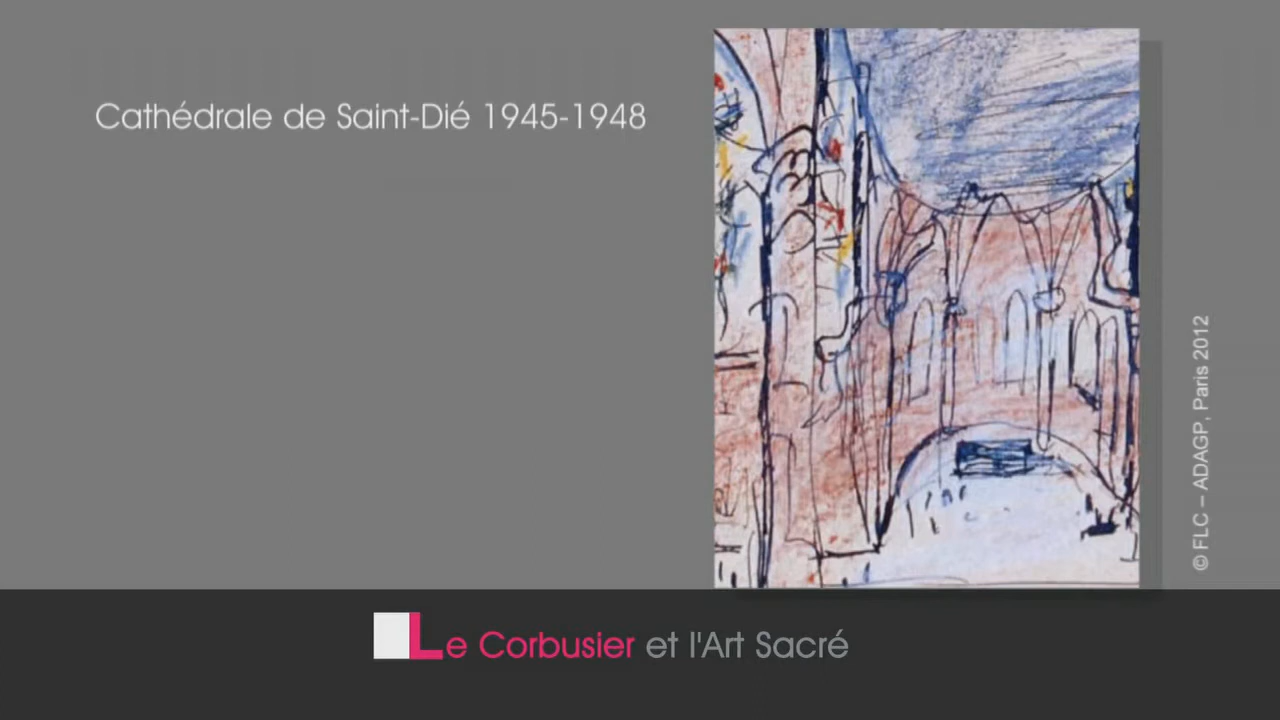 Cathédrale de Saint-Dié 1945-1948
© FLC – ADAGP, Paris 2012
Le Corbusier et l'Art Sacré